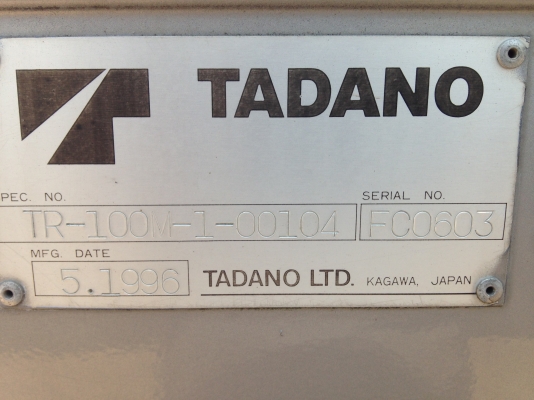 TADANO
PEC. NO. SERIAL NO.
TR-100M-1-00104 FC0603
MFG. DATE
5.1996 TADANO LTD. KAGAWA, JAPAN